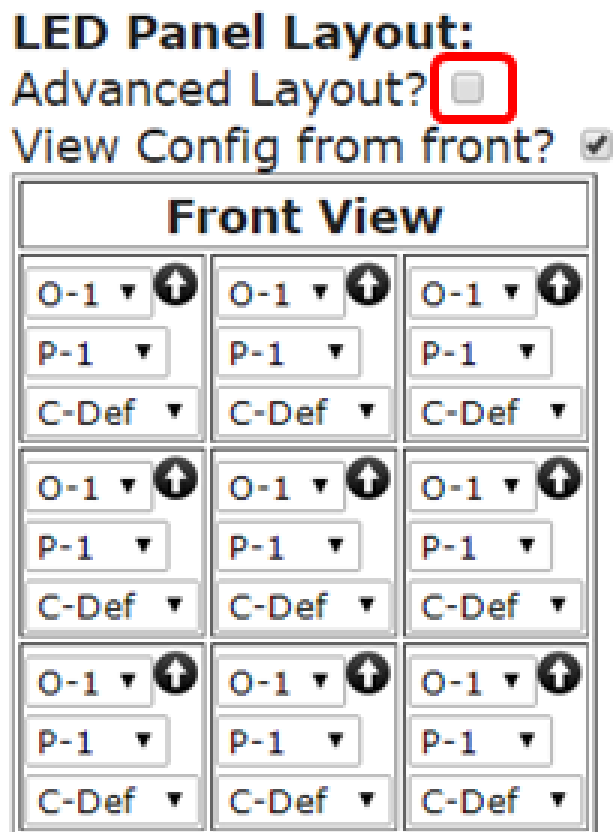 LED Panel Layout:
Advanced Layout?
View Config from front?
Front View
O-1 O-1 O-1
P-1 P-1 P-1
C-Def C-Def C-Def
O-1 O-1 O-1
P-1 P-1 P-1
C-Def C-Def C-Def
O-1 O-1 O-1
P-1 P-1 P-1
C-Def C-Def C-Def